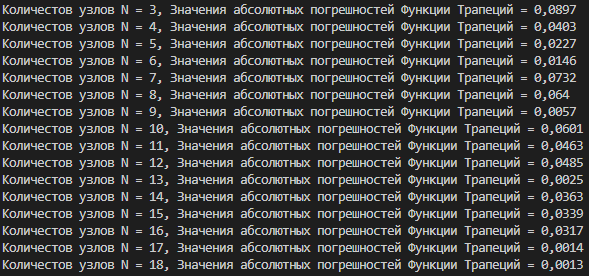 Количестов узлов N = 3, Значения абсолютных погрешностей Функции Трапеций = 0,0897
Количестов узлов N = 4, Значения абсолютных погрешностей Функции Трапеций = 0,0403
Количестов узлов N = 5, Значения абсолютных погрешностей Функции Трапеций = 0,0227
Количестов узлов N = 6, Значения абсолютных погрешностей Функции Трапеций = 0,0146
Количестов узлов N = 7, Значения абсолютных погрешностей Функции Трапеций = 0,0732
Количестов узлов N = 8, Значения абсолютных погрешностей Функции Трапеций = 0,064
Количестов узлов N = 9, Значения абсолютных погрешностей Функции Трапеций = 0,0057
Количестов узлов N = 10, Значения абсолютных погрешностей Функции Трапеций = 0,0601
Количестов узлов N = 11, Значения абсолютных погрешностей Функции Трапеций = 0,0463
Количестов узлов N = 12, Значения абсолютных погрешностей Функции Трапеций = 0,0485
Количестов узлов N = 13, Значения абсолютных погрешностей Функции Трапеций = 0,0025
Количестов узлов N = 14, Значения абсолютных погрешностей Функции Трапеций = 0,0363
Количестов узлов N = 15, Значения абсолютных погрешностей Функции Трапеций = 0,0339
Количестов узлов N = 16, Значения абсолютных погрешностей Функции Трапеций = 0,0317
Количестов узлов N = 17, Значения абсолютных погрешностей Функции Трапеций = 0,0014
Количестов узлов N = 18, Значения абсолютных погрешностей Функции Трапеций = 0,0013